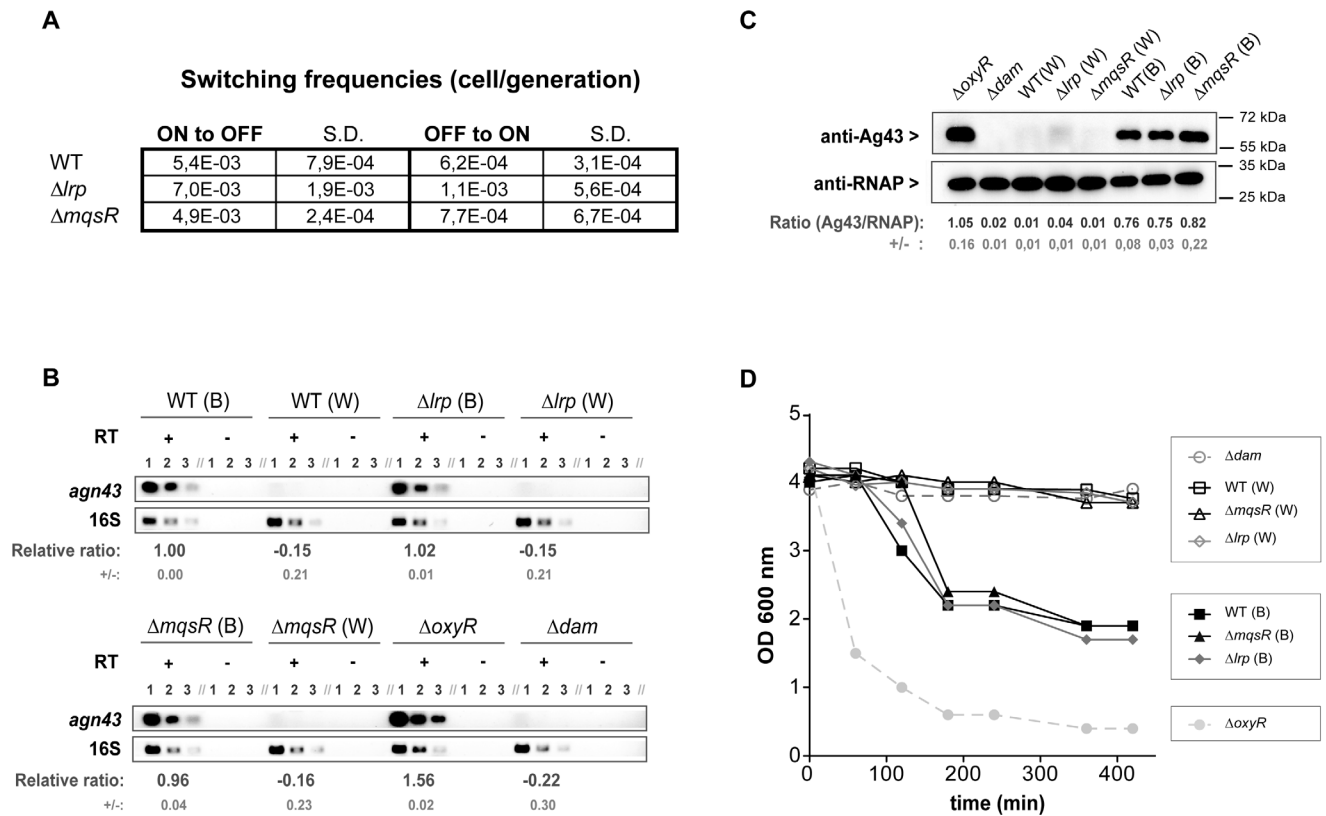 A
Switching frequencies (cell/generation)
ON to OFF S.D. OFF to ON S.D.
WT 5,4E-03 7,9E-04 6,2E-04 3,1E-04
Δlrp 7,0E-03 1,9E-03 1,1E-03 5,6E-04
ΔmqsR 4,9E-03 2,4E-04 7,7E-04 6,7E-04
B
WT (B) WT (W) Δlrp (B) Δlrp (W)
RT + - + - + - + -
1 2 3 // 1 2 3 // 1 2 3 // 1 2 3 // 1 2 3 // 1 2 3 // 1 2 3 // 1 2 3
agn43
16S
Relative ratio: 1.00 -0.15 1.02 -0.15
+/-: 0.00 0.21 0.01 0.21
ΔmqsR (B) ΔmqsR (W) ΔoxyR Δdam
RT + - + - + - + -
1 2 3 // 1 2 3 // 1 2 3 // 1 2 3 // 1 2 3 // 1 2 3 // 1 2 3 // 1 2 3
agn43
16S
Relative ratio: 0.96 -0.16 1.56 -0.22
+/-: 0.04 0.23 0.02 0.30
C
ΔoxyR Δdam WT(W) Δlrp (W) ΔmqsR (W) WT(B) Δlrp (B) ΔmqsR (B)
anti-Ag43 >
72 kDa
55 kDa
anti-RNAP >
35 kDa
25 kDa
Ratio (Ag43/RNAP): 1.05 0.02 0.01 0.04 0.01 0.76 0.75 0.82
+/- : 0.16 0.01 0,01 0,01 0,01 0,08 0,03 0,22
D
OD 600 nm
5
4
3
2
1
0
0 100 200 300 400
time (min)
Δdam
WT (W)
ΔmqsR (W)
Δlrp (W)
WT (B)
ΔmqsR (B)
Δlrp (B)
ΔoxyR